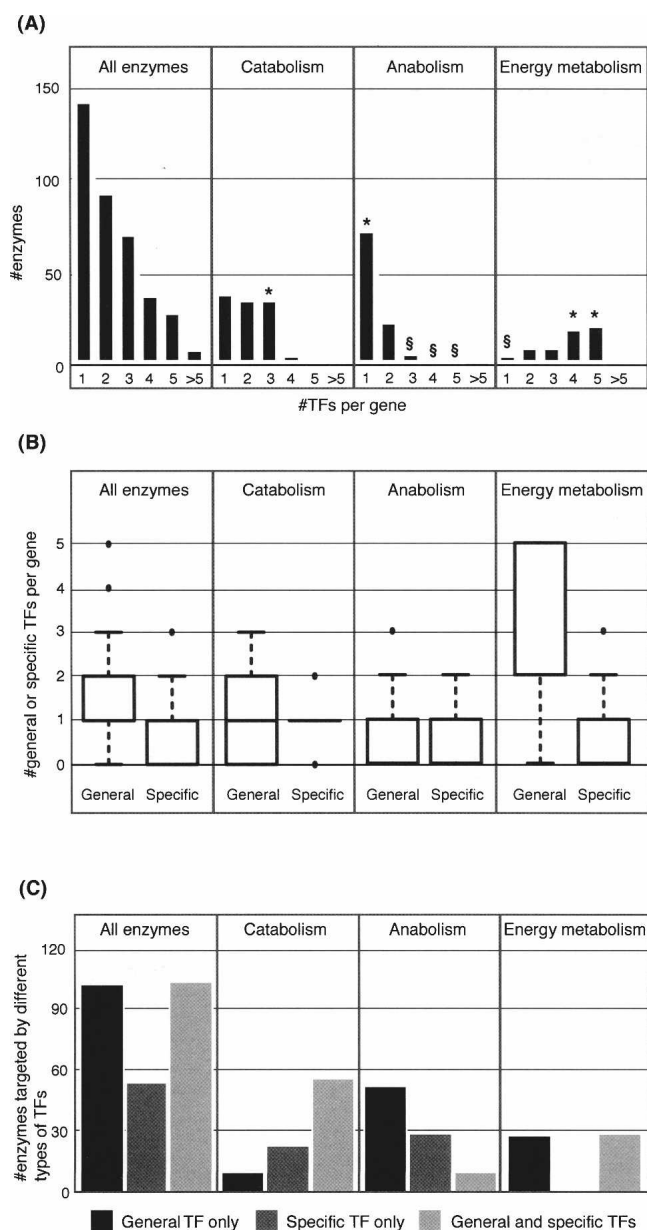 (A)
All enzymes Catabolism Anabolism Energy metabolism
150
100
50
0
#enzymes
* * § § § § * *
1 2 3 4 5 >5 1 2 3 4 5 >5 1 2 3 4 5 >5 1 2 3 4 5 >5
#TFs per gene
(B)
All enzymes Catabolism Anabolism Energy metabolism
#general or specific TFs per gene
5
4
3
2
1
0
General Specific General Specific General Specific General Specific
(C)
All enzymes Catabolism Anabolism Energy metabolism
#enzymes targeted by different
types of TFs
120
90
60
30
0
General TF only Specific TF only General and specific TFs